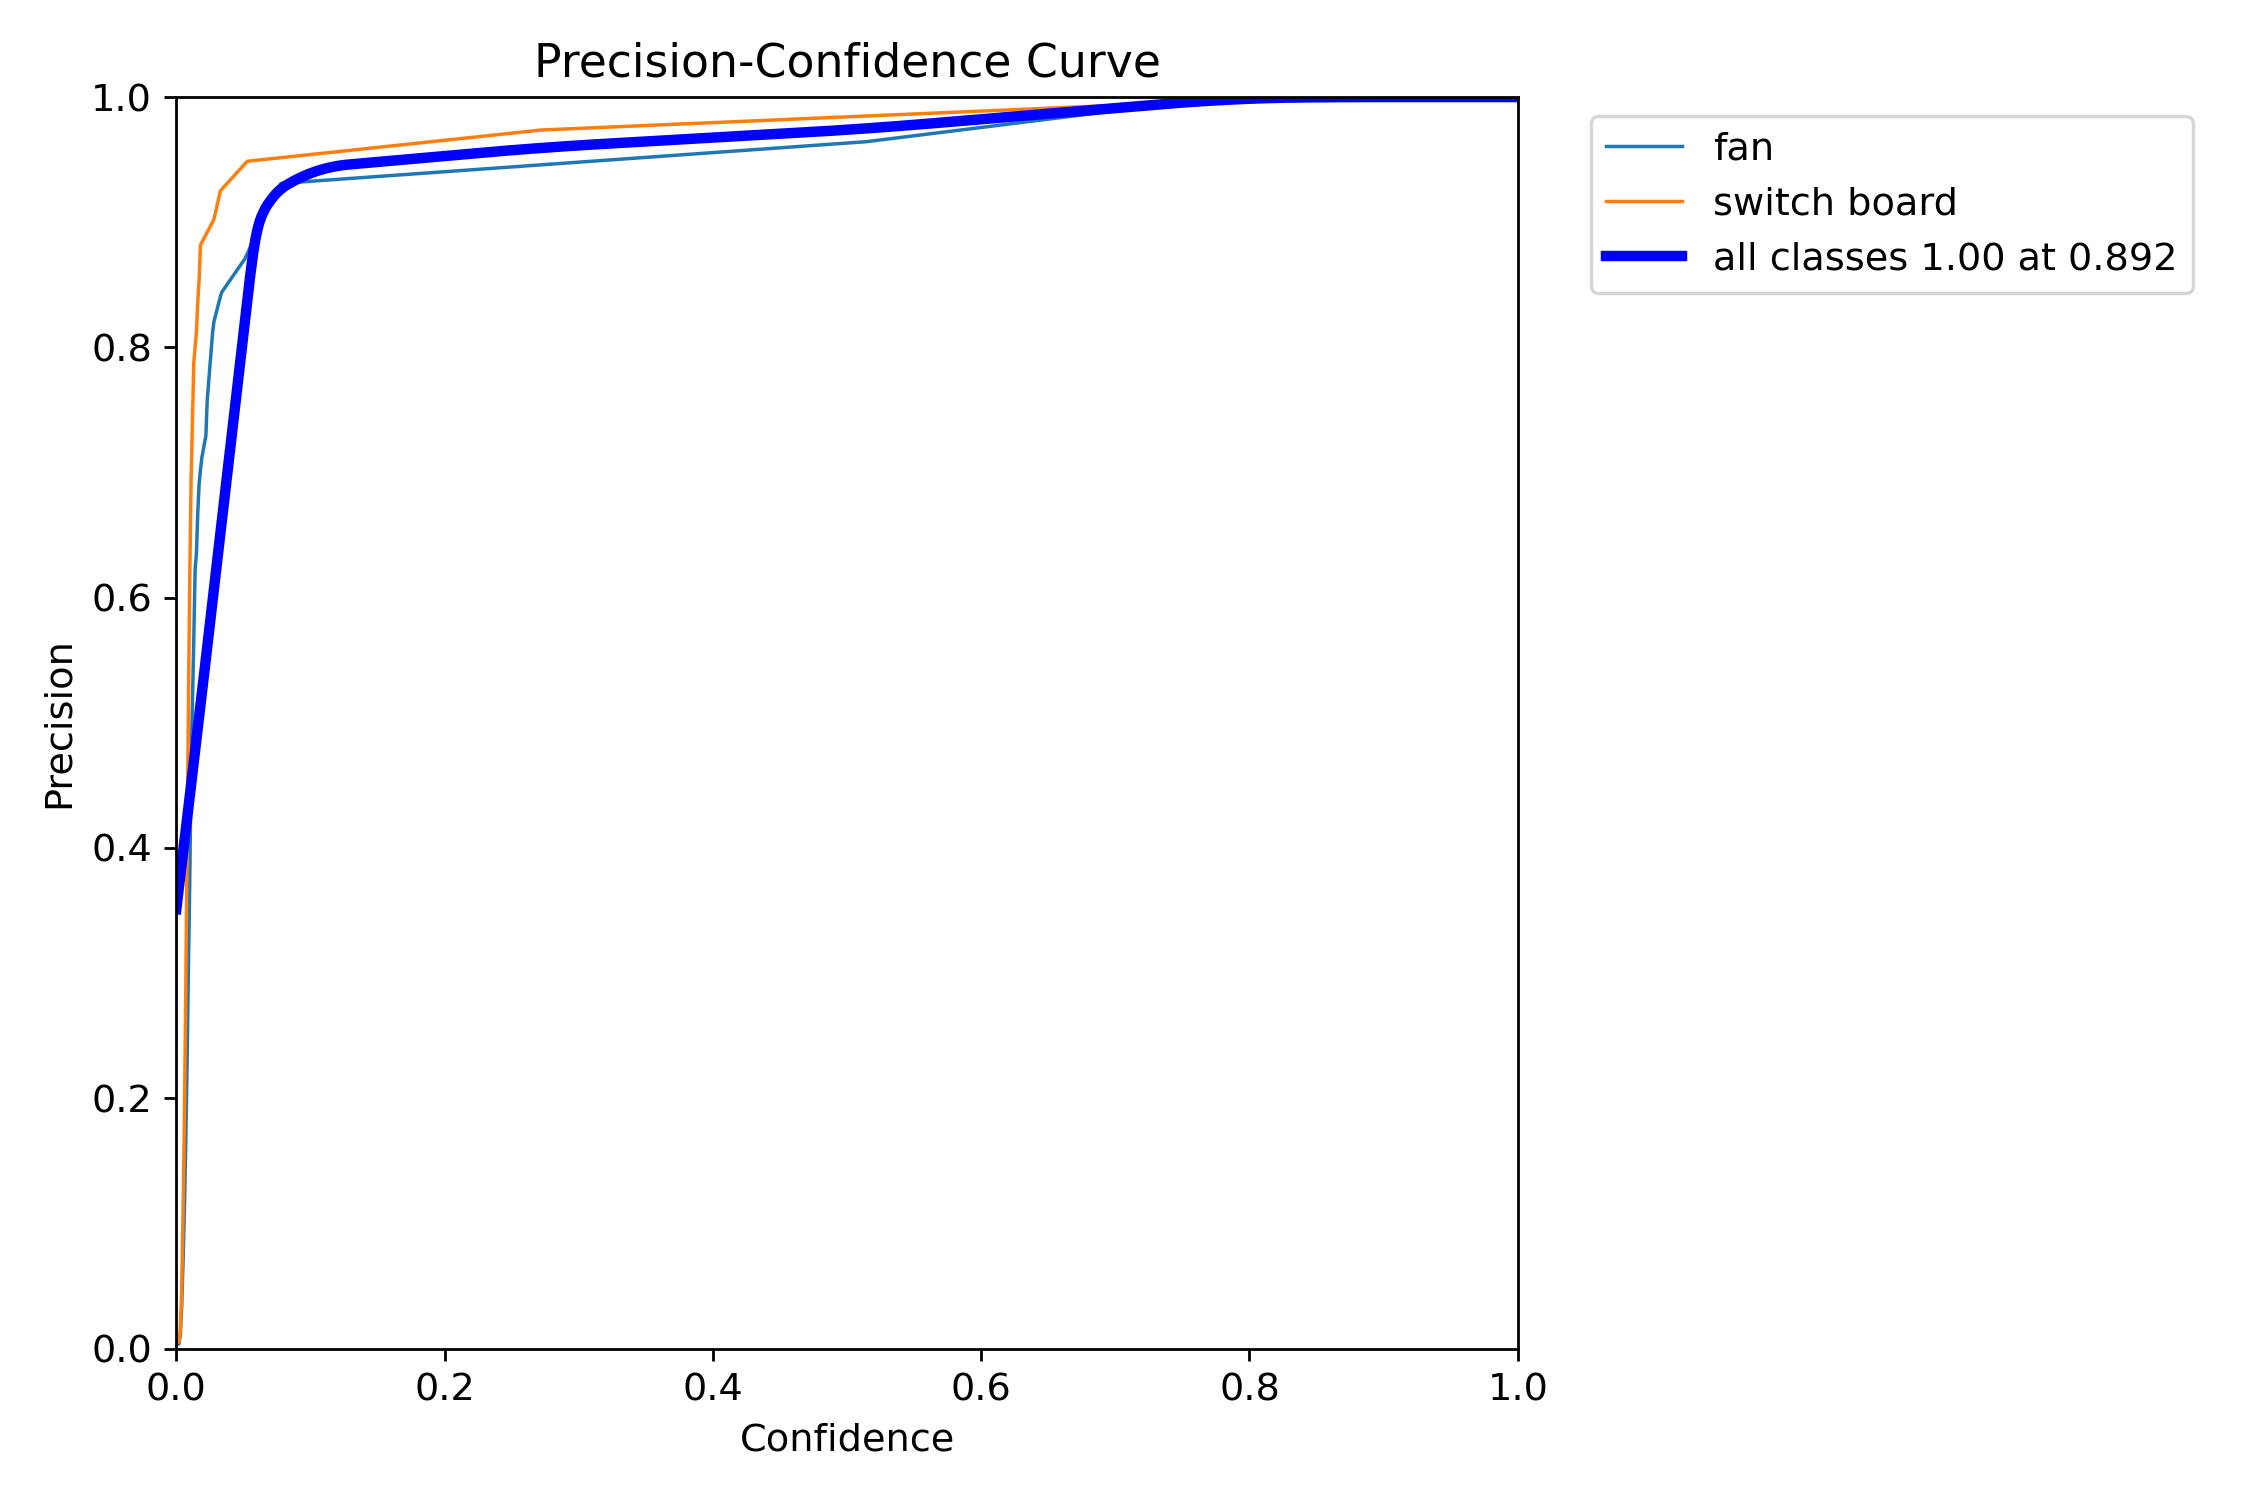 Precision-Confidence Curve
1.0
0.8
0.6
0.4
0.2
0.0
Precision
0.0 0.2 0.4 0.6 0.8 1.0
Confidence
fan
switch board
all classes 1.00 at 0.892